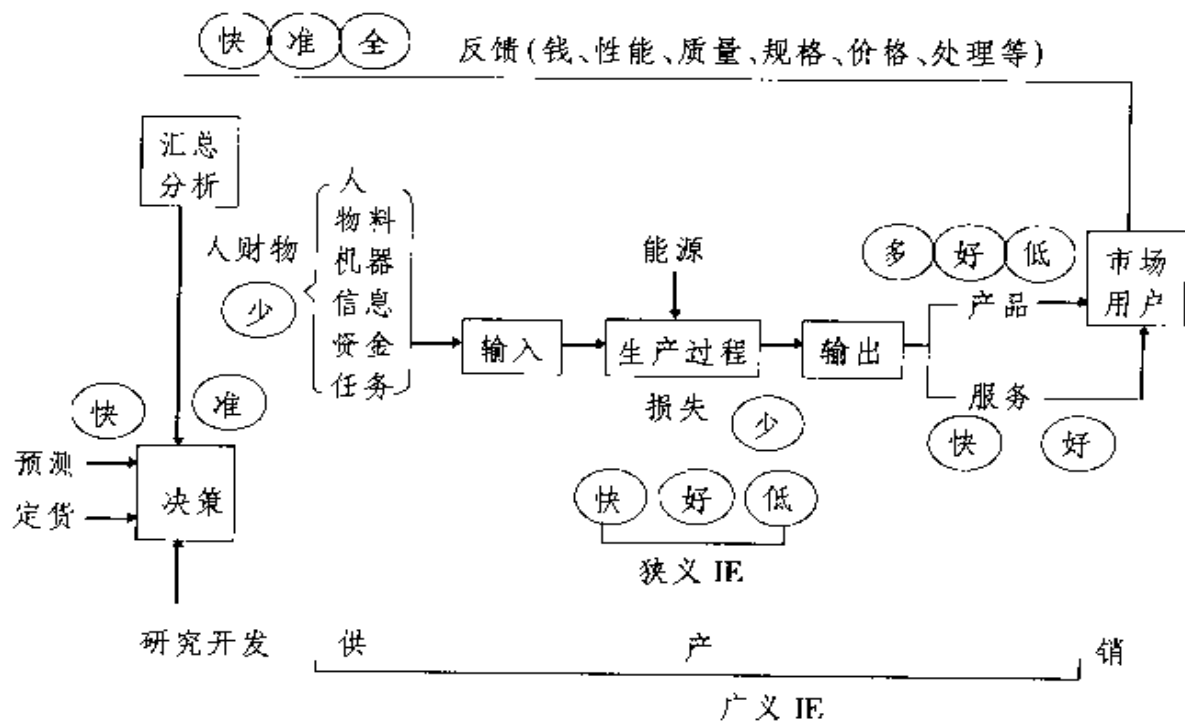 快 准 全 反馈(钱、性能、质量、规格、价格、处理等)
汇总
分析
人财物
少
人
物料
机器
信息
资金
任务
输入
能源
生产过程
损失
少
输出
多 好 低
产品
服务
快 好
市场
用户
快 准
预测
定货
决策
研究开发
快 好 低
狭义 IE
供 产 销
广义 IE